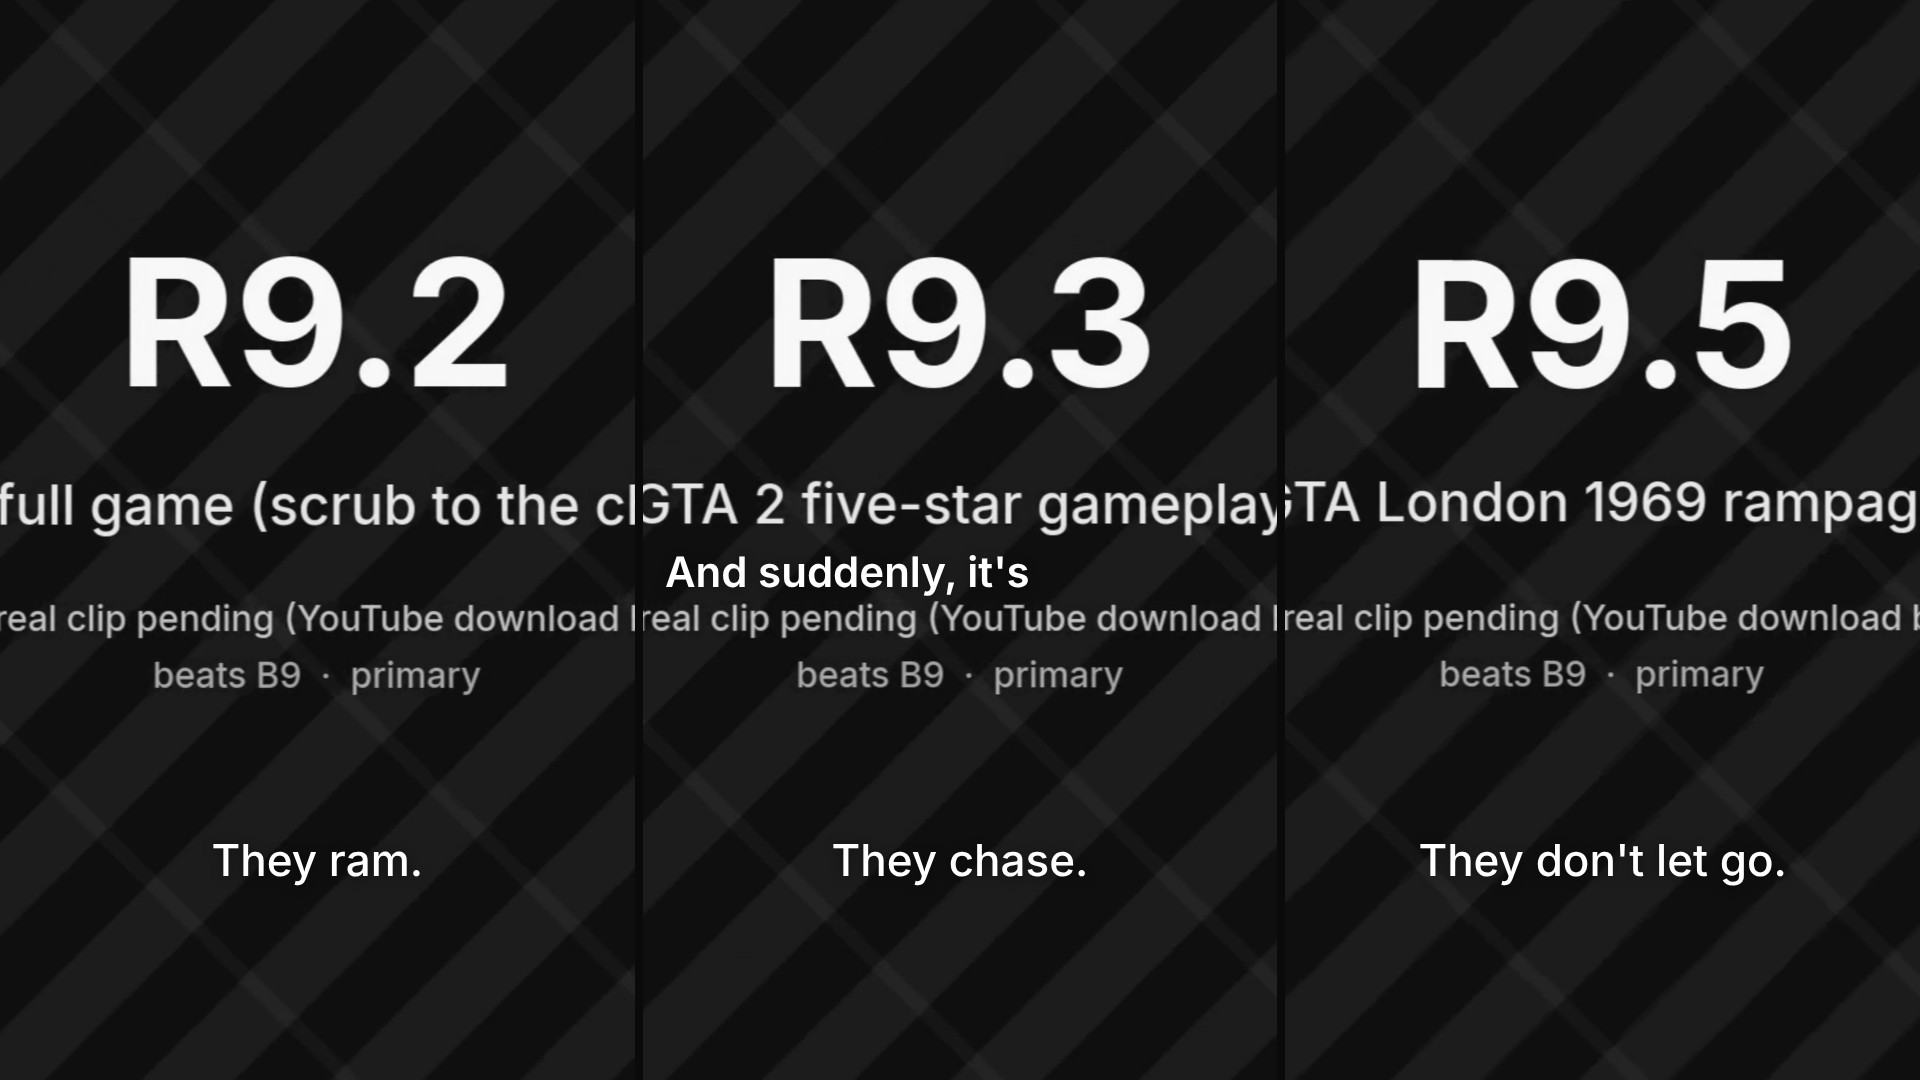 R9.2
full game (scrub to the cl
real clip pending (YouTube download
beats B9 · primary
They ram.
R9.3
GTA 2 five-star gameplay
And suddenly, it's
real clip pending (YouTube download
beats B9 · primary
They chase.
R9.5
GTA London 1969 rampag
real clip pending (YouTube download b
beats B9 · primary
They don't let go.